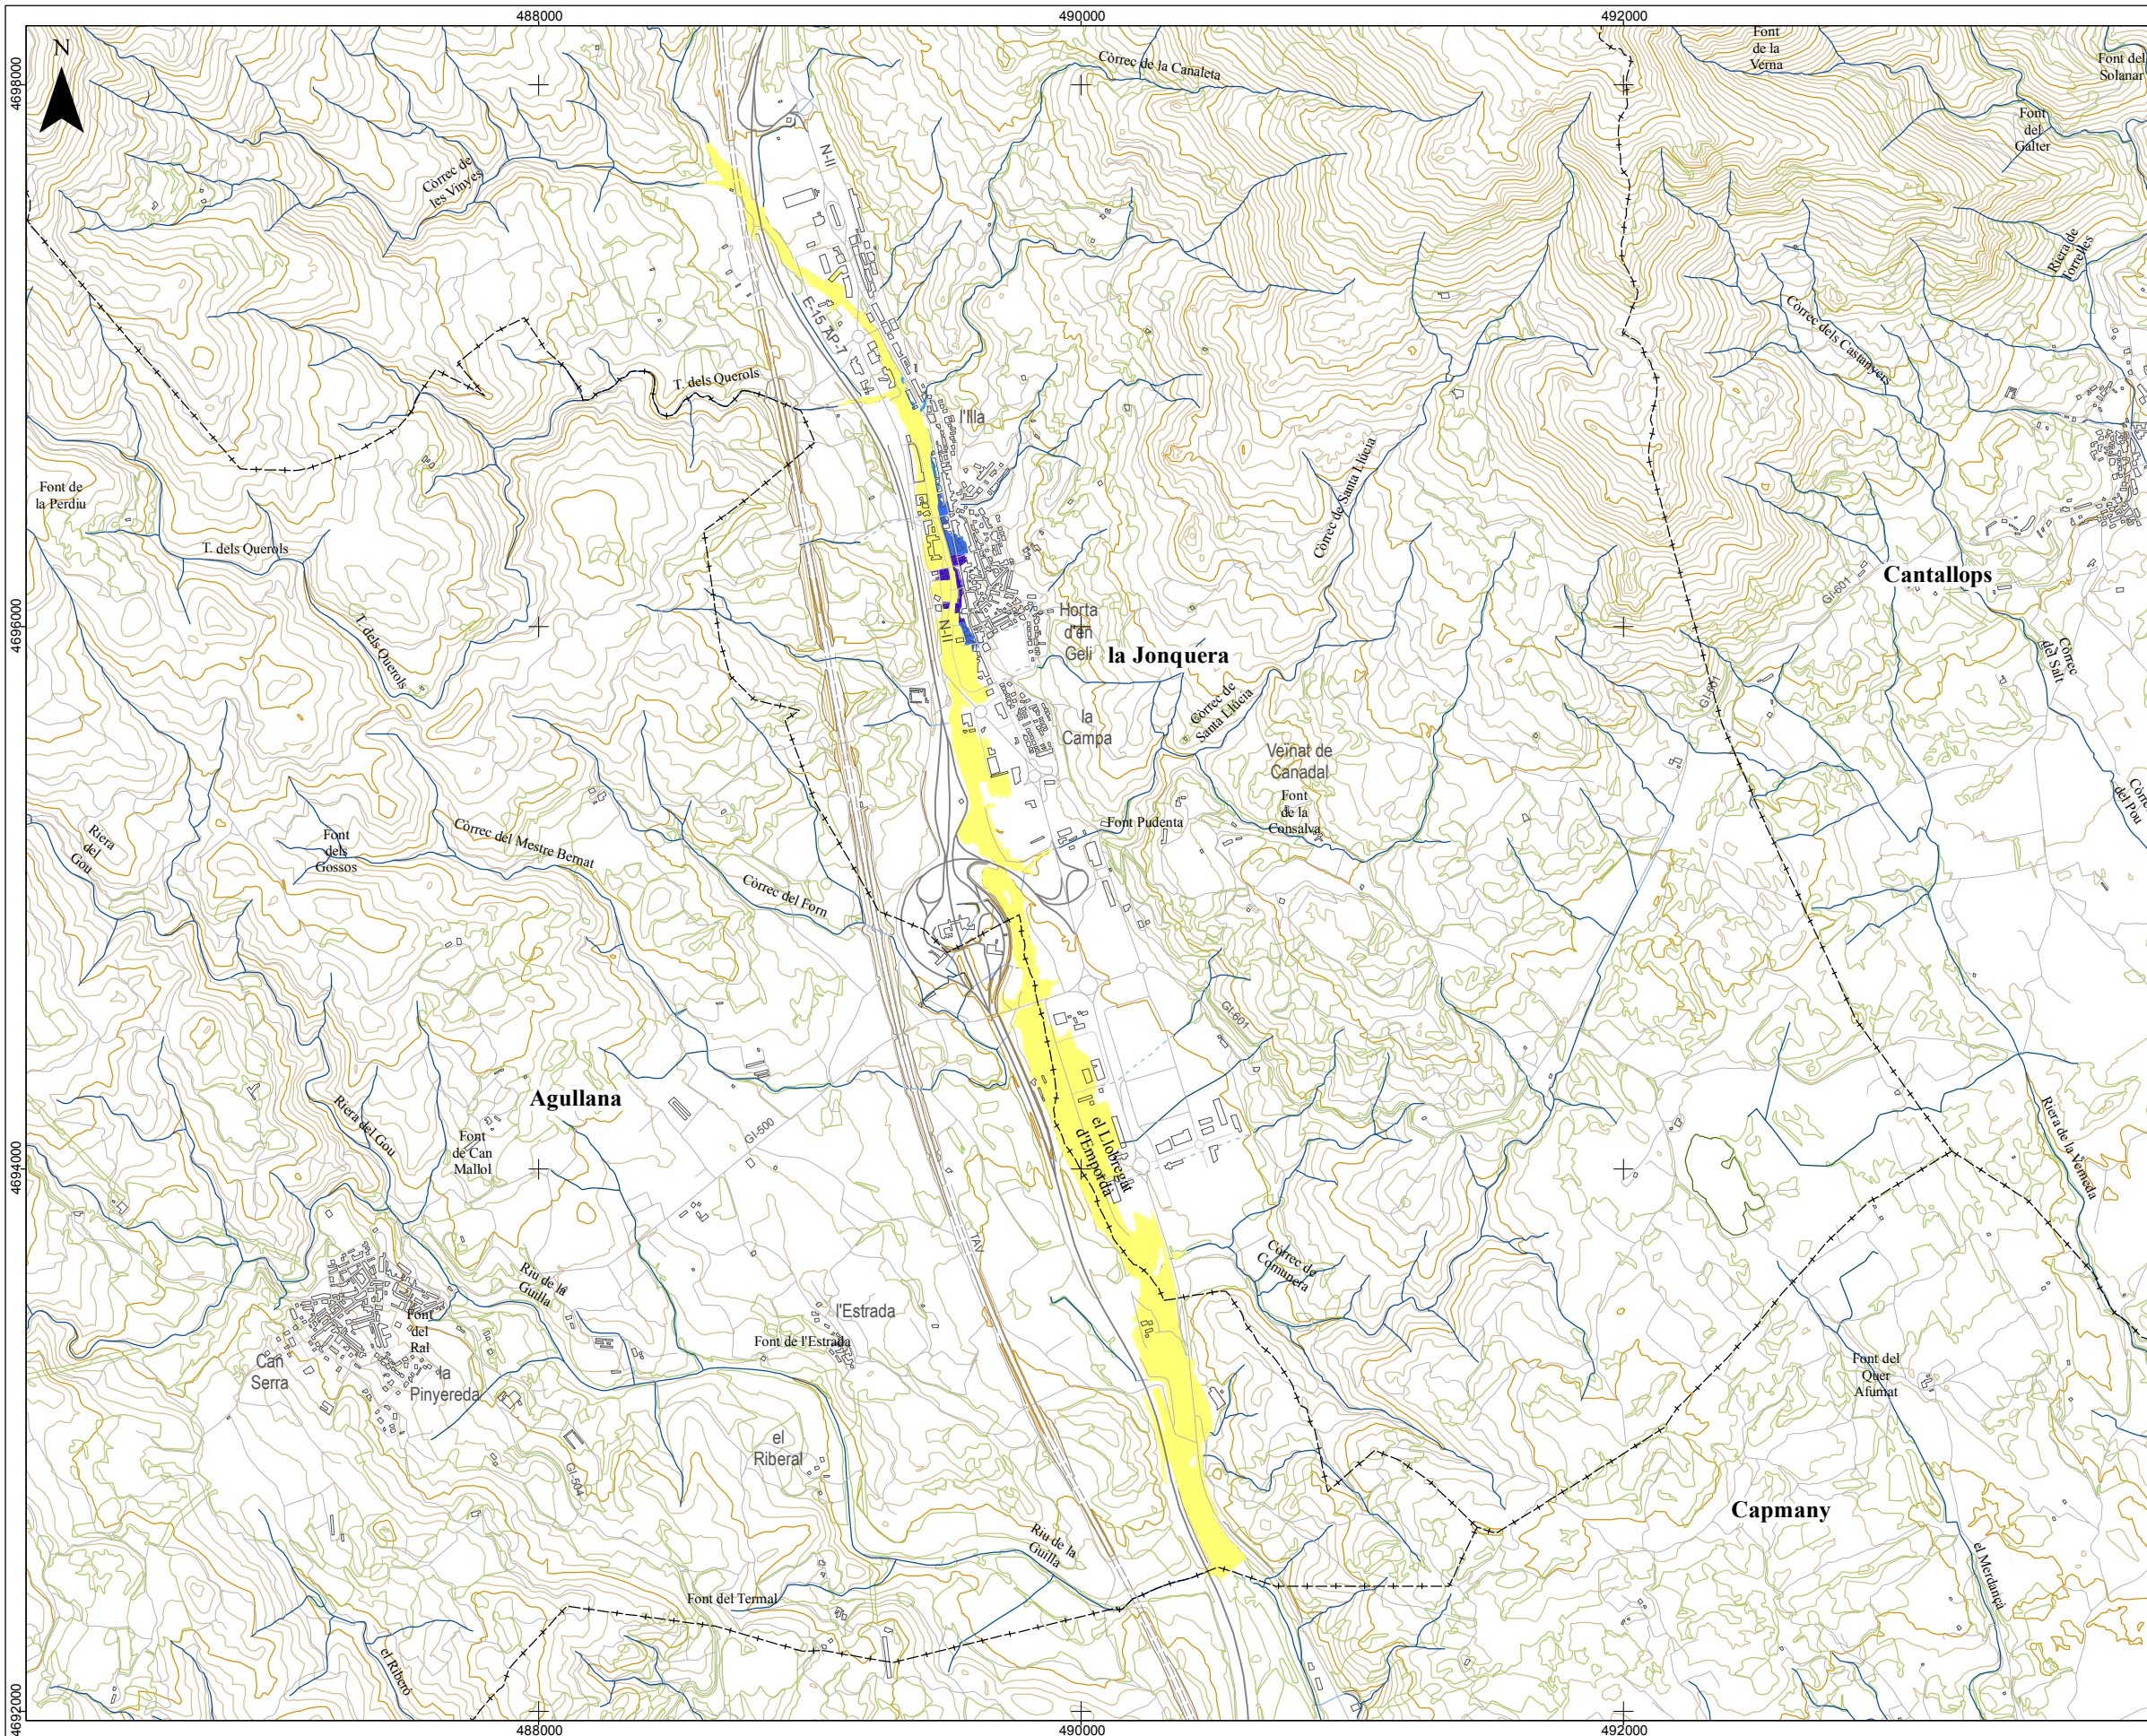 488000
490000
492000
N
4698000
4696000
4694000
4692000
Còrrec de la Canaleta
Font
de la
Verna
Font del
Solanar
Font
del
Galter
N-II
Còrrec de
les Vinyes
Riera de
Torrelles
E-15 AP-7
Còrrec dels Castanyers
T. dels Querols
l'Illa
Còrrec de Santa Llúcia
Font de
la Perdiu
T. dels Querols
Cantallops
GI-601
T. dels Querols
N-II
Horta
d'en
Geli
la Jonquera
Còrrec
del Salt
GI-601
Còrrec de
Santa Llúcia
la
Campa
Veïnat de
Canadal
Font
de la
Consalva
Font Pudenta
del Pou
Riera
del
Gou
Font
dels
Gossos
Còrrec del Mestre Bernat
Còrrec del Forn
GI-601
Agullana
Riera del Gou
Font
de Can
Mallol
GI-500
el Llobregat
d'Empordà
Riera de la Verneda
TAV
Còrrec de
Comunera
Riu de la
Guilla
l'Estrada
Font de l'Estrada
Font
del
Ral
Can
Serra
la
Pinyereda
Font del
Quer
Afumat
el
Riberal
GI-504
Capmany
Riu de la
Guilla
el Merdançà
Font del Termal
el Riberó
488000
490000
492000